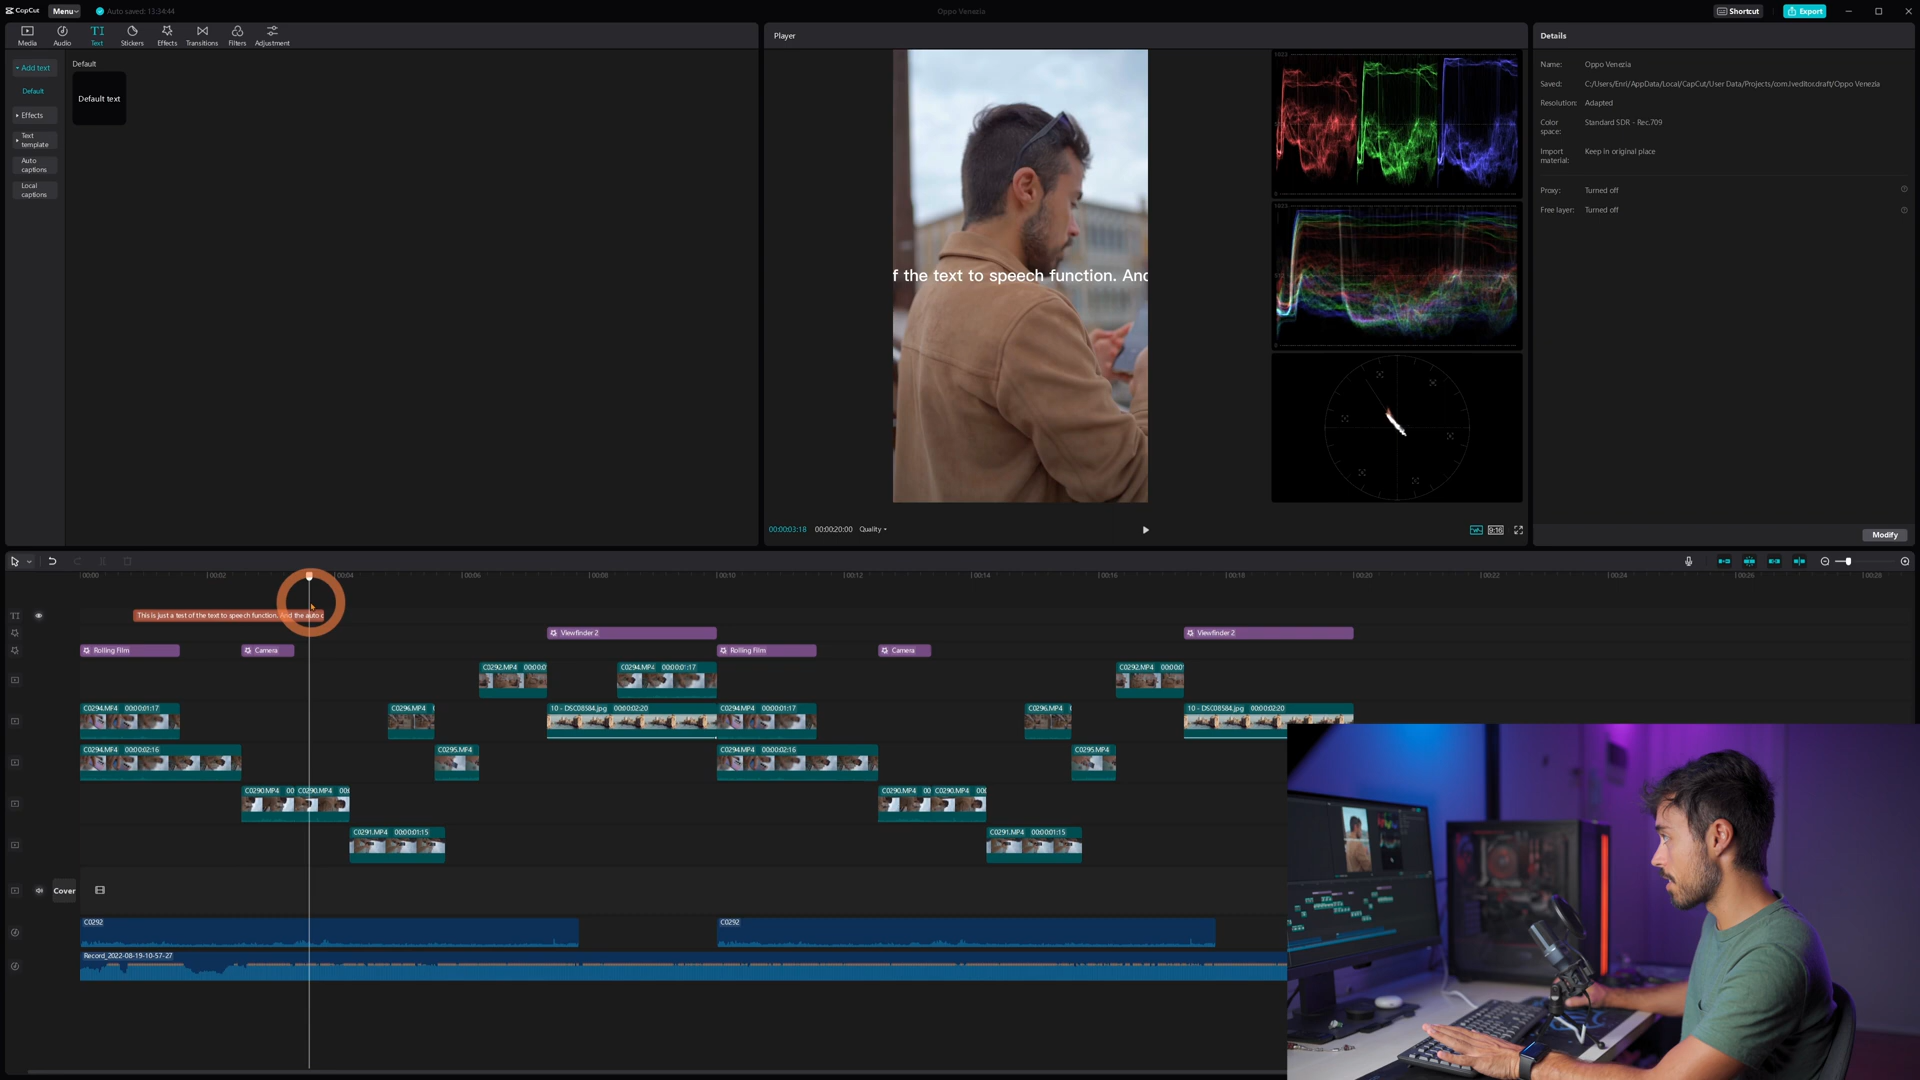 CapCut
Menu
Auto saved: 13:34:44
Oppo Venezia
Shortcut
Export
Media
Audio
Text
Stickers
Effects
Transitions
Filters
Adjustment
Add text
Default
Effects
Text
template
Auto
captions
Local
captions
Default
Default text
Player
1023
0
1023
0
f the text to speech function. And
00:00:03:18
00:00:20:00
Quality
9:16
Details
Name: Oppo Venezia
Saved: C:/Users/Enri/AppData/Local/CapCut/User Data/Projects/com.lveditor.draft/Oppo Venezia
Resolution: Adapted
Color
space:
Standard SDR - Rec.709
Import
material:
Keep in original place
Proxy: Turned off
Free layer: Turned off
Modify
00:00
00:02
00:04
00:06
00:08
00:10
00:12
00:14
00:16
00:18
00:20
00:22
00:24
00:26
00:28
This is just a test of the text to speech function. And the auto c
Viewfinder 2
Viewfinder 2
Rolling Film
Camera
Rolling Film
Camera
C0292.MP4 00:00:0
C0294.MP4 00:00:01:17
C0292.MP4 00:00:0
C0294.MP4 00:00:01:17
C0296.MP4
10 - DSC08584.jpg 00:00:02:20
C0294.MP4 00:00:01:17
C0296.MP4
10 - DSC08584.jpg 00:00:02:20
C0294.MP4 00:00:02:16
C0295.MP4
C0294.MP4 00:00:02:16
C0295.MP4
C0290.MP4 00
C0290.MP4 00:
C0290.MP4 00
C0290.MP4 00:
C0291.MP4 00:00:01:15
C0291.MP4 00:00:01:15
Cover
C0292
C0292
Record_2022-08-19-10-57-27